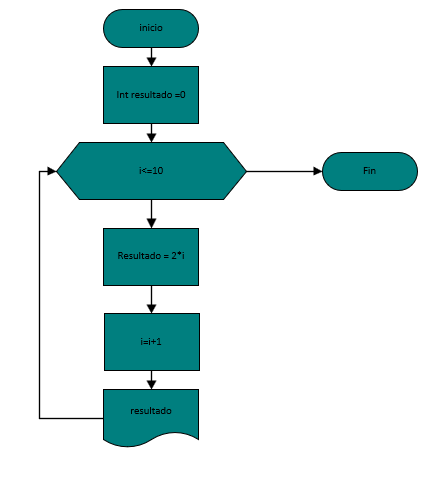 inicio
Int resultado =0
i<=10
Fin
Resultado = 2*i
i=i+1
resultado